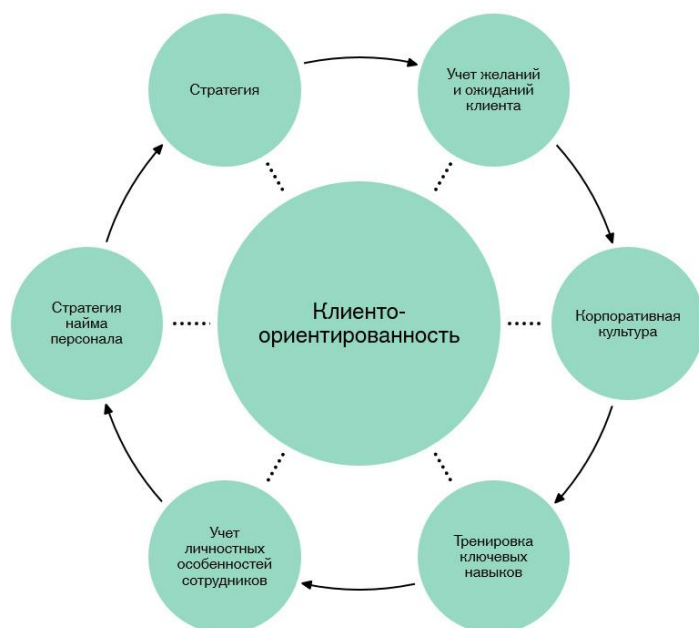 Стратегия
Учет желаний
и ожиданий
клиента
Корпоративная
культура
Тренировка
ключевых
навыков
Учет
личностных
особенностей
сотрудников
Стратегия
найма
персонала
Клиенто-
ориентированность